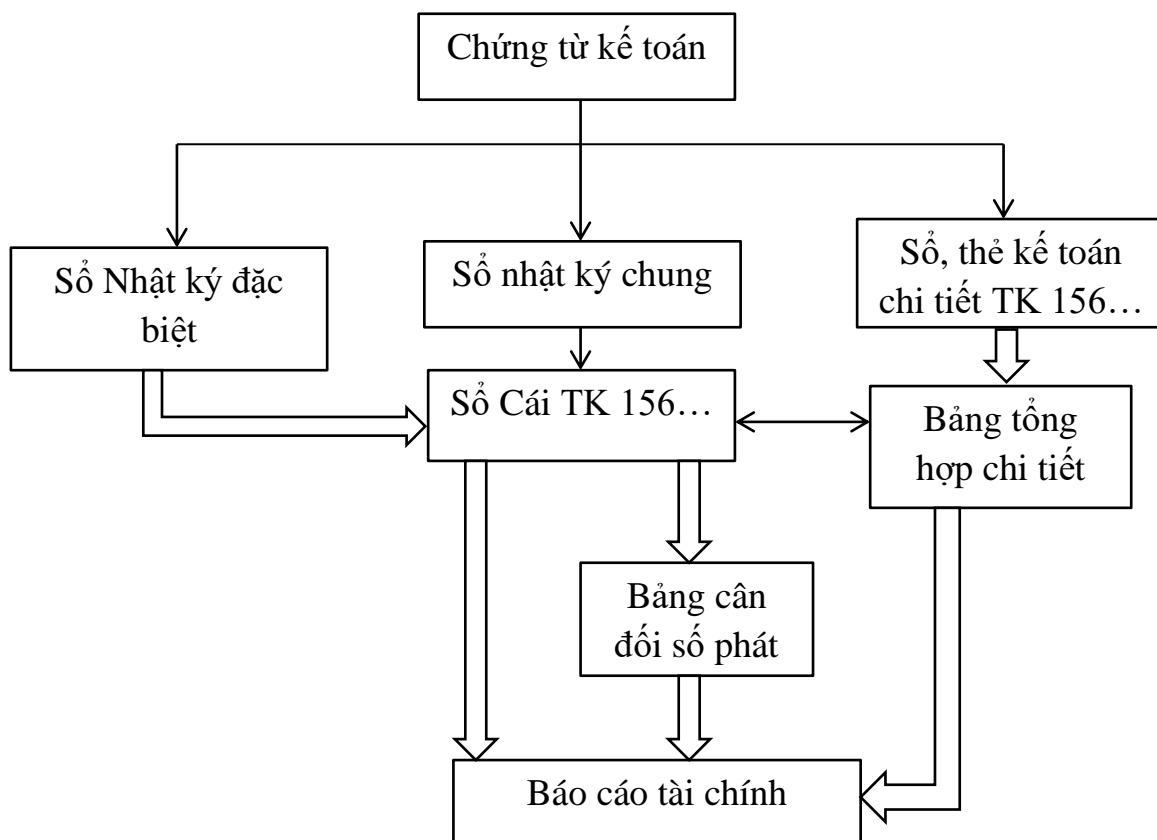 Chứng từ kế toán
Sổ Nhật ký đặc
biệt
Sổ nhật ký chung
Sổ, thẻ kế toán
chi tiết TK 156…
Sổ Cái TK 156…
Bảng tổng
hợp chi tiết
Bảng cân
đối số phát
Báo cáo tài chính